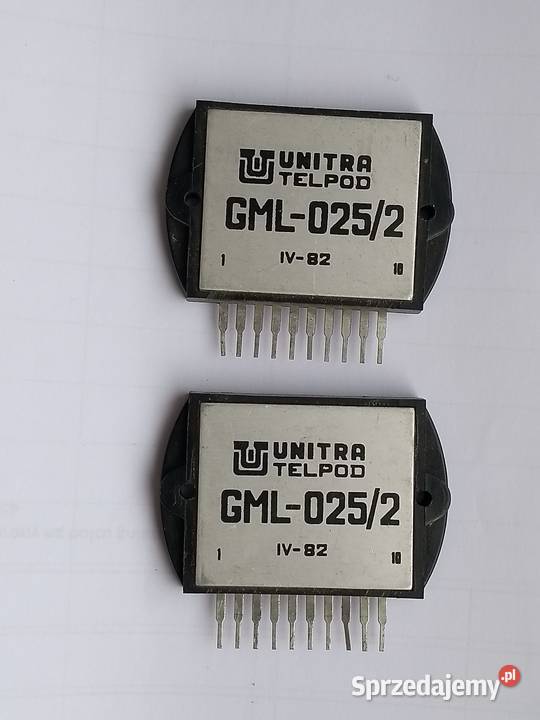 UNITRA
TELPOD
GML-025/2
IV-82
1 10
UNITRA
TELPOD
GML-025/2
IV-82
1 10
Sprzedajemy.pl